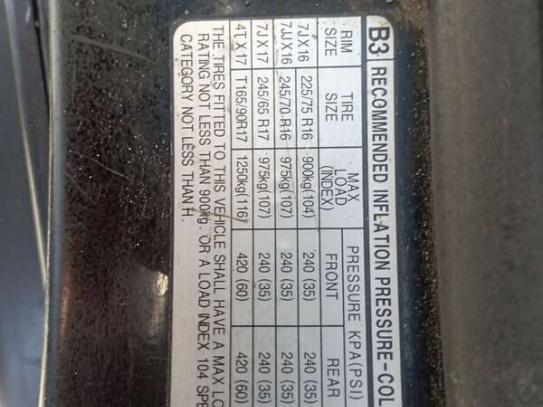 B3 RECOMMENDED INFLATION PRESSURE-COL
RIM SIZE TIRE SIZE MAX LOAD (INDEX) PRESSURE KPA(PSI)
FRONT REAR
7JX16 225/75 R16 900kg(104) 240 (35) 240 (35)
7JJX16 245/70-R16 975kg(107) 240 (35) 240 (35)
7JX17 245/65 R17 975kg(107) 240 (35) 240 (35)
4TX17 T165/90R17 1250kg(116) 420 (60) 420 (60)
THE TIRES FITTED TO THIS VEHICLE SHALL HAVE A MAX LO
RATING NOT LESS THAN 900kg. OR A LOAD INDEX 104 SPE
CATEGORY NOT LESS THAN H.